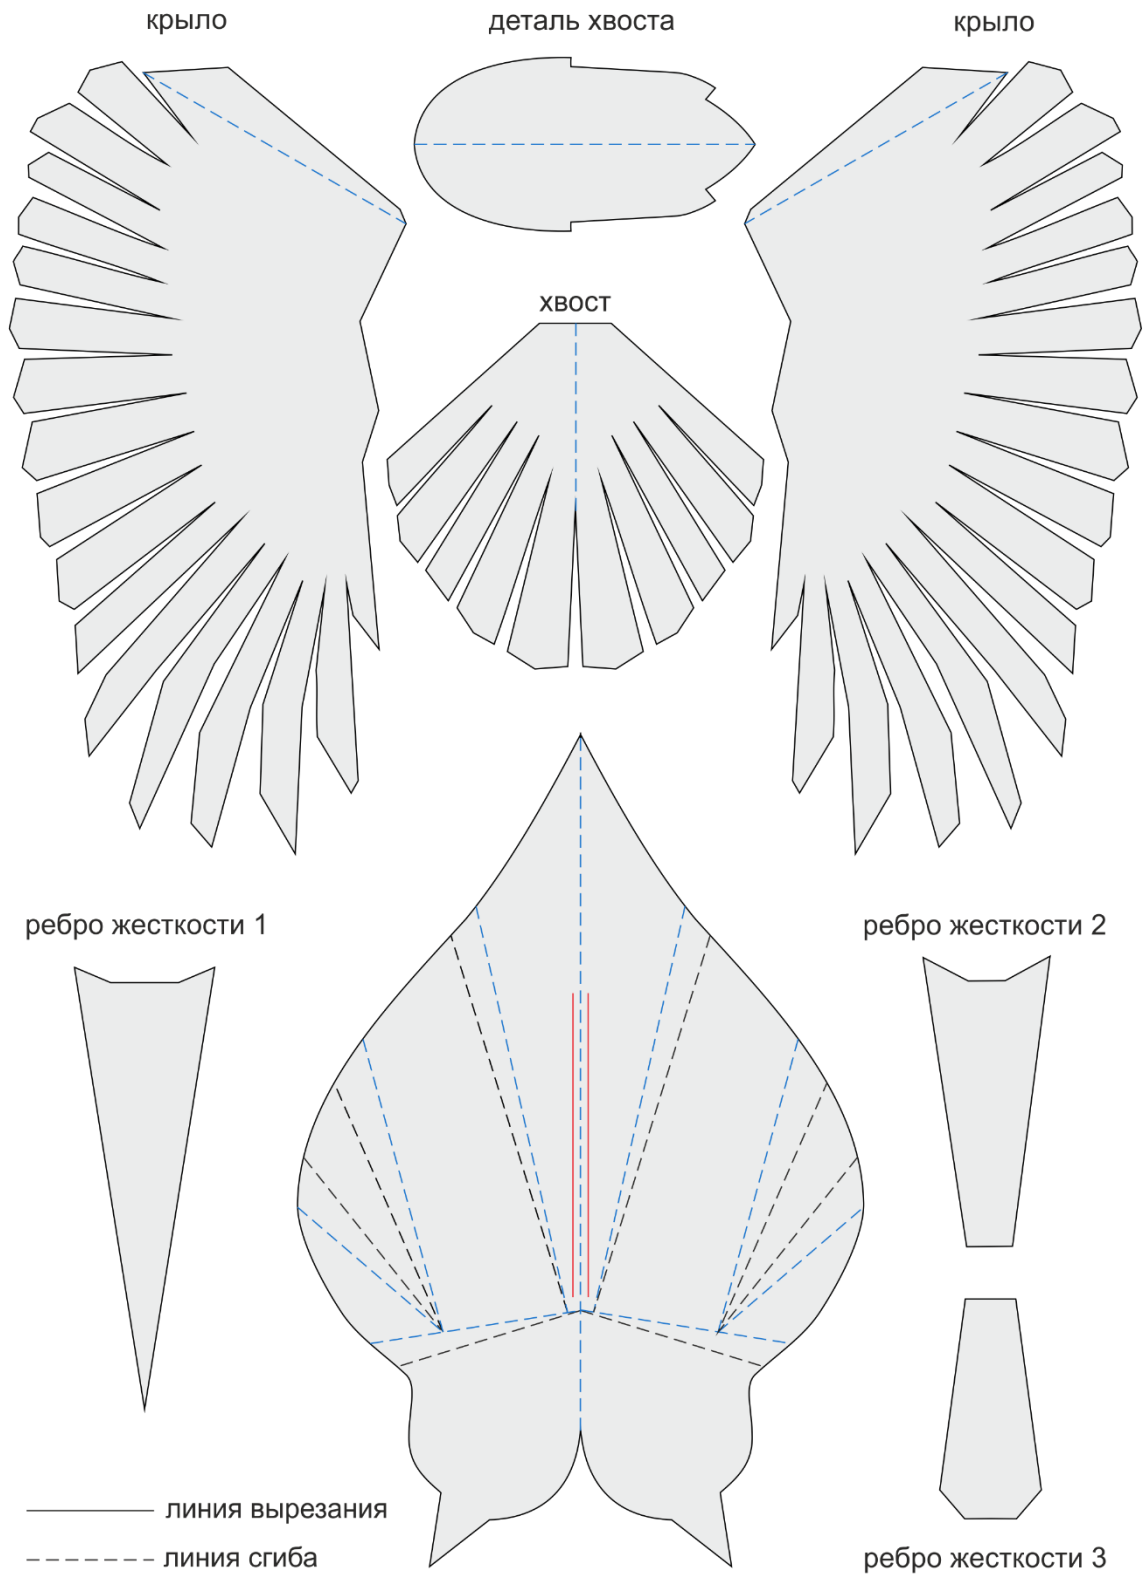 крыло
деталь хвоста
крыло
хвост
ребро жесткости 1
ребро жесткости 2
линия вырезания
линия сгиба
ребро жесткости 3